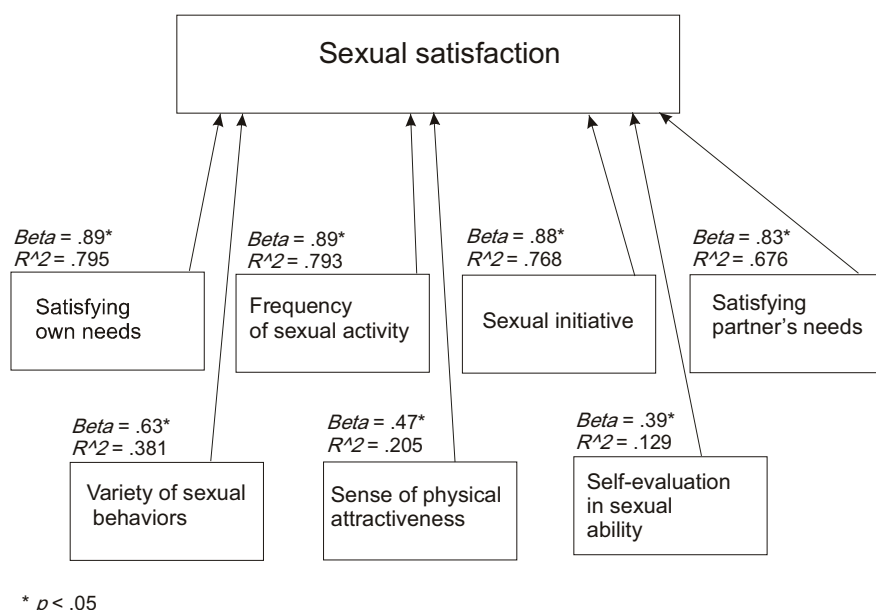 Sexual satisfaction
Beta = .89*
R^2 = .795
Satisfying
own needs
Beta = .89*
R^2 = .793
Frequency
of sexual activity
Beta = .88*
R^2 = .768
Sexual initiative
Beta = .83*
R^2 = .676
Satisfying
partner’s needs
Beta = .63*
R^2 = .381
Variety of sexual
behaviors
Beta = .47*
R^2 = .205
Sense of physical
attractiveness
Beta = .39*
R^2 = .129
Self-evaluation
in sexual
ability
* p < .05